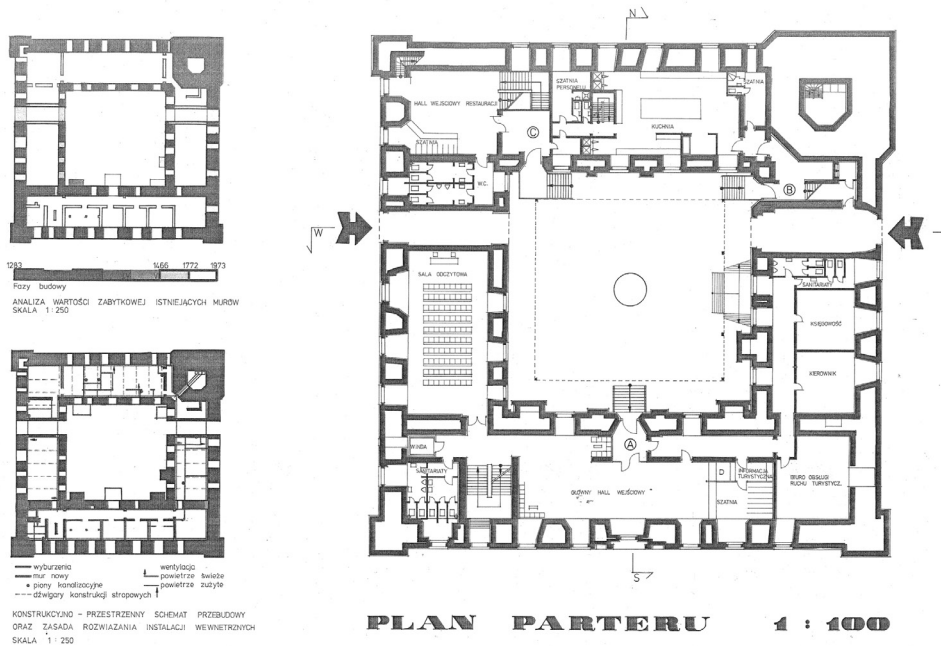 1283 1466 1772 1973
Fazy budowy
ANALIZA WARTOŚCI ZABYTKOWEJ ISTNIEJĄCYCH MURÓW
SKALA 1:250
wyburzenia
mur nowy
piony kanalizacyjne
dźwigary konstrukcji stropowych
wentylacja
powietrze świeże
powietrze zużyte
KONSTRUKCYJNO - PRZESTRZENNY SCHEMAT PRZEBUDOWY
ORAZ ZASADA ROZWIAZANIA INSTALACJI WEWNETRZNYCH
SKALA 1:250
N
HALL WEJŚCIOWY RESTAURACJI
SZATNIA
PERSONELU
SZATNIA
KUCHNIA
C
SZATNIA
W.C.
B
W
SALA ODCZYTOWA
SANITARIATY
KSIĘGOWOŚĆ
KIEROWNIK
WINDA
A
SANITARIATY
GŁÓWNY HALL WEJŚCIOWY
INFORMACJA
TURYSTYCZNA
SZATNIA
BIURO OBSŁUGI
RUCHU TURYSTYCZ.
S
PLAN PARTERU 1:100